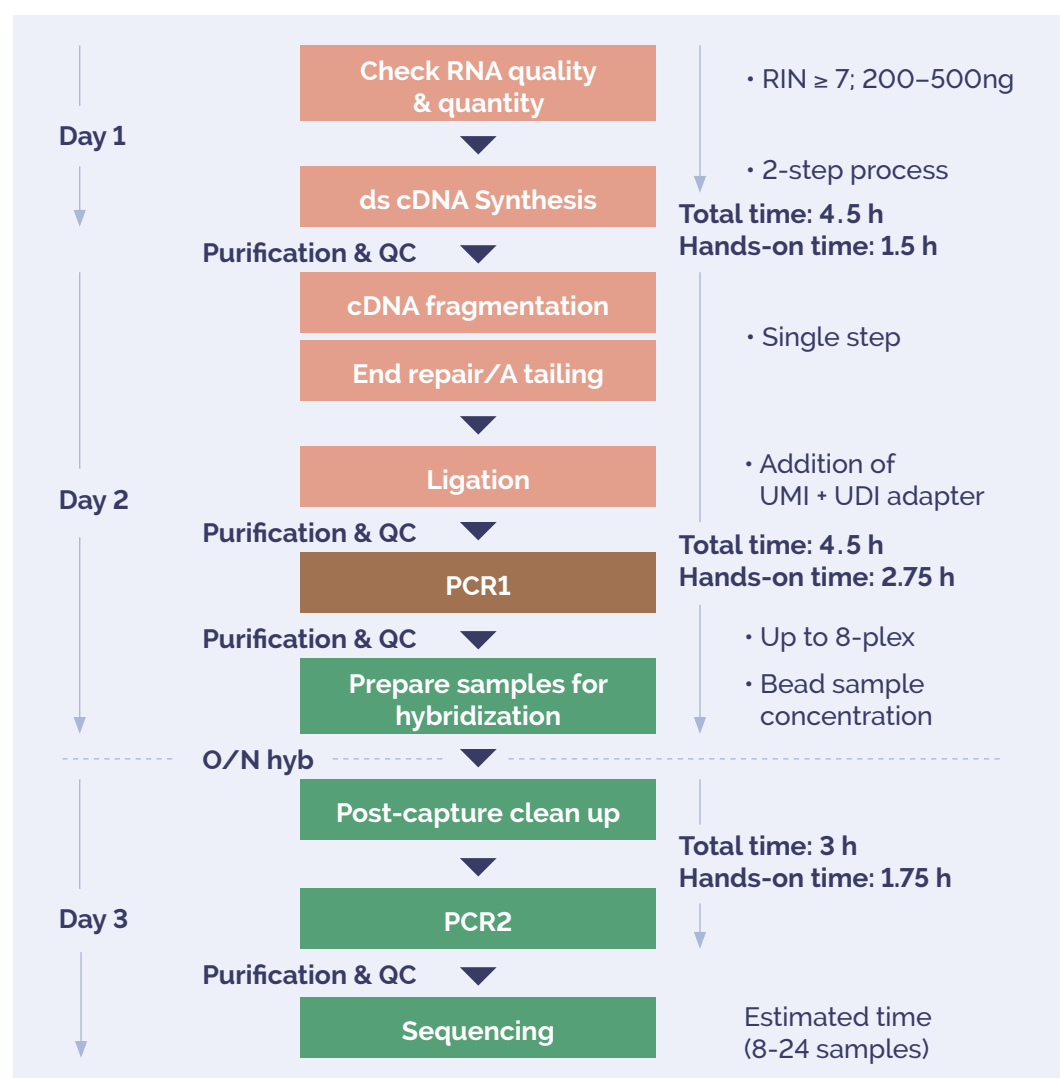 Check RNA quality
& quantity
• RIN ≥ 7; 200–500ng
Day 1
• 2-step process
ds cDNA Synthesis
Total time: 4.5 h
Hands-on time: 1.5 h
Purification & QC
cDNA fragmentation
• Single step
End repair/A tailing
Ligation
• Addition of
UMI + UDI adapter
Day 2
Purification & QC
Total time: 4.5 h
Hands-on time: 2.75 h
PCR1
Purification & QC
• Up to 8-plex
Prepare samples for
hybridization
• Bead sample
concentration
O/N hyb
Post-capture clean up
Total time: 3 h
Hands-on time: 1.75 h
Day 3
PCR2
Purification & QC
Sequencing
Estimated time
(8-24 samples)